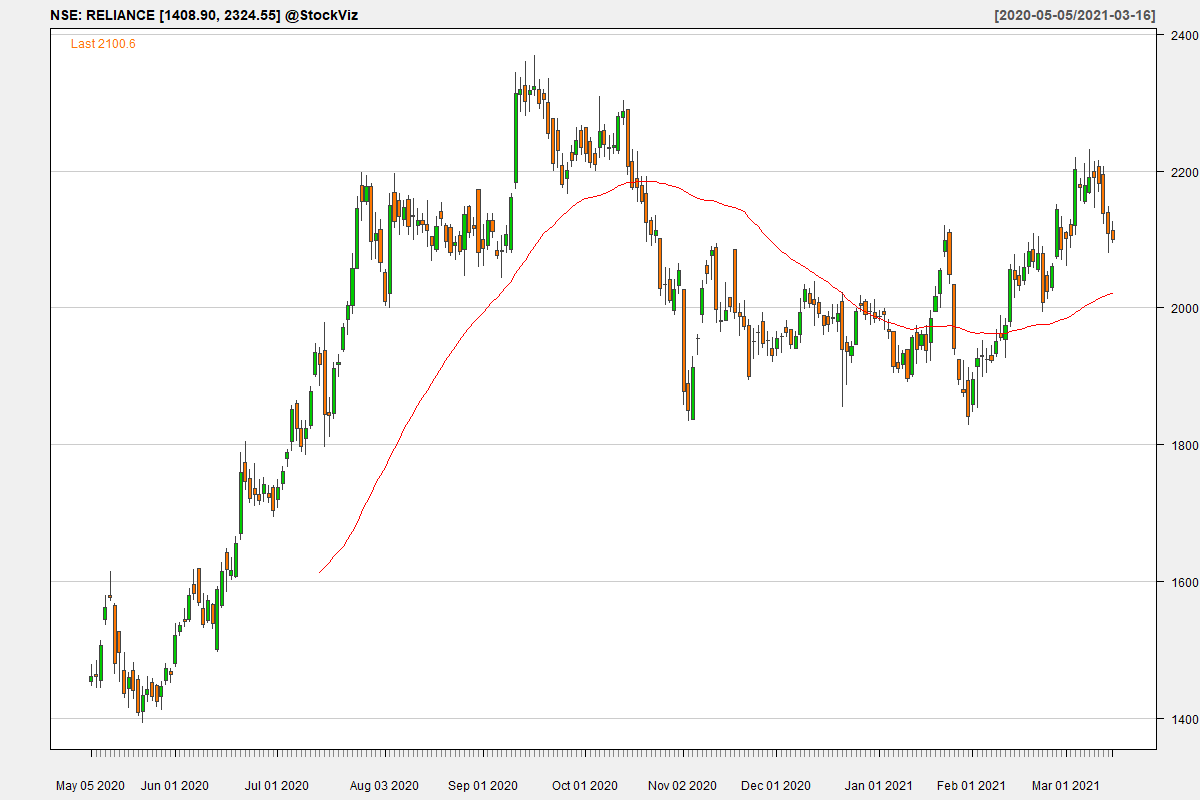 NSE: RELIANCE [1408.90, 2324.55] @StockViz [2020-05-05/2021-03-16]
Last 2100.6
2400
2200
2000
1800
1600
1400
May 05 2020 Jun 01 2020 Jul 01 2020 Aug 03 2020 Sep 01 2020 Oct 01 2020 Nov 02 2020 Dec 01 2020 Jan 01 2021 Feb 01 2021 Mar 01 2021